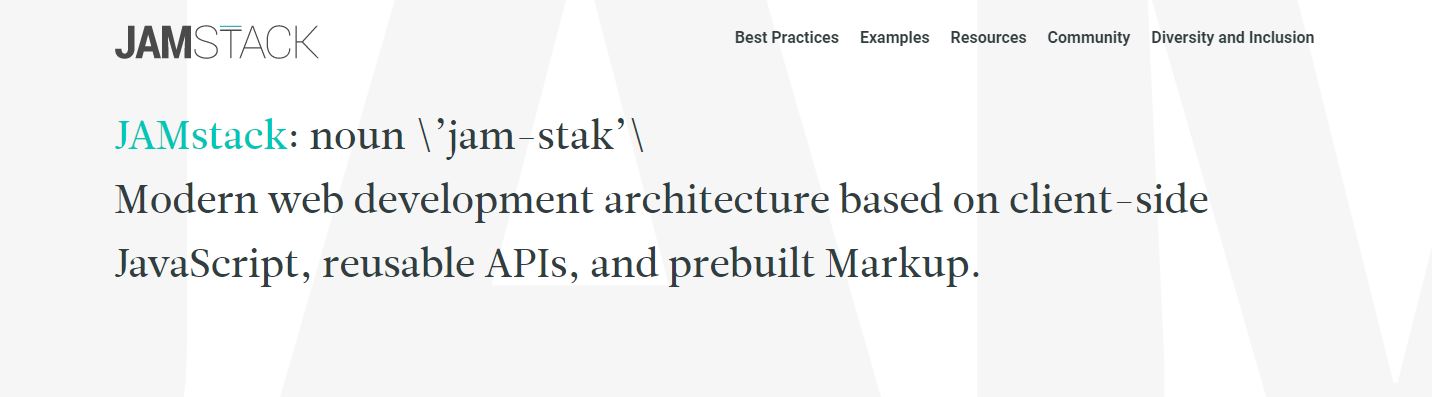 JAMSTACK
Best Practices Examples Resources Community Diversity and Inclusion
JAMstack: noun \’jam-stak’\
Modern web development architecture based on client-side
JavaScript, reusable APIs, and prebuilt Markup.